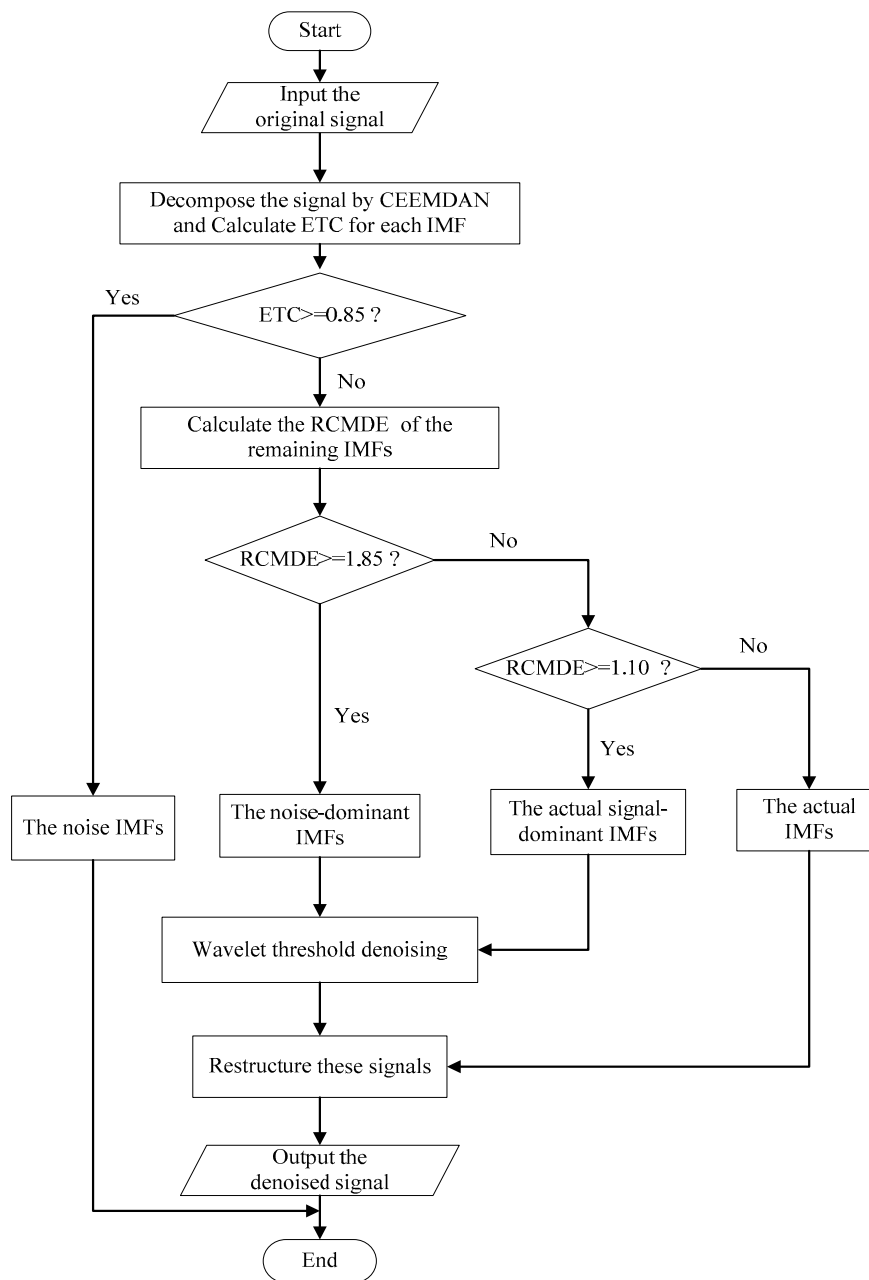 Start
Input the
original signal
Decompose the signal by CEEMDAN
and Calculate ETC for each IMF
Yes
ETC>=0.85 ?
No
Calculate the RCMDE of the
remaining IMFs
RCMDE>=1.85 ?
No
RCMDE>=1.10 ?
No
Yes
Yes
The noise IMFs
The noise-dominant
IMFs
The actual signal-
dominant IMFs
The actual
IMFs
Wavelet threshold denoising
Restructure these signals
Output the
denoised signal
End